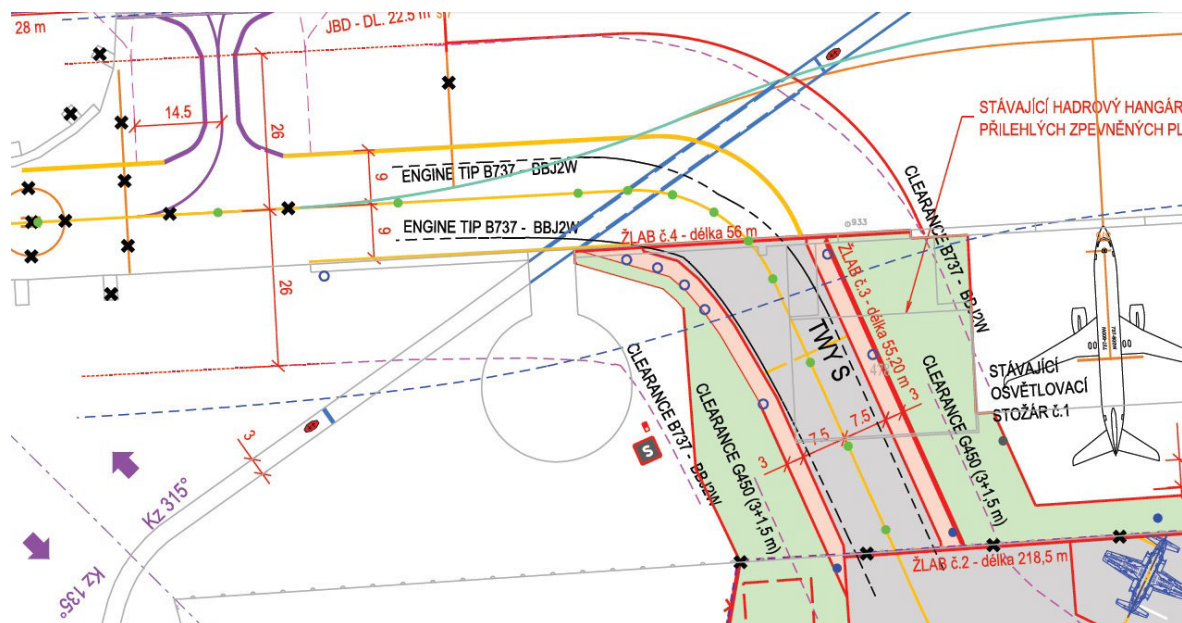 28 m
JBD - DL. 22.5 m
14.5
26
STÁVAJÍCÍ HADROVÝ HANGÁR
PŘILEHLÝCH ZPEVNĚNÝCH PL
9
ENGINE TIP B737 - BBJ2W
CLEARANCE B737 - BBJ2W
9
ENGINE TIP B737 - BBJ2W
933
ŽLAB č.4 - délka 56 m
26
ŽLAB č.3 - délka 55,20 m
TWY Š
CLEARANCE B737 - BBJ2W
CLEARANCE G450 (3+1,5 m)
CLEARANCE G450 (3+1,5 m)
STÁVAJÍCÍ
OSVĚTLOVACÍ
STOŽÁR č.1
3
7.5
7.5
3
3
S
Kz 315°
Kz 135°
ŽLAB č.2 - délka 218,5 m